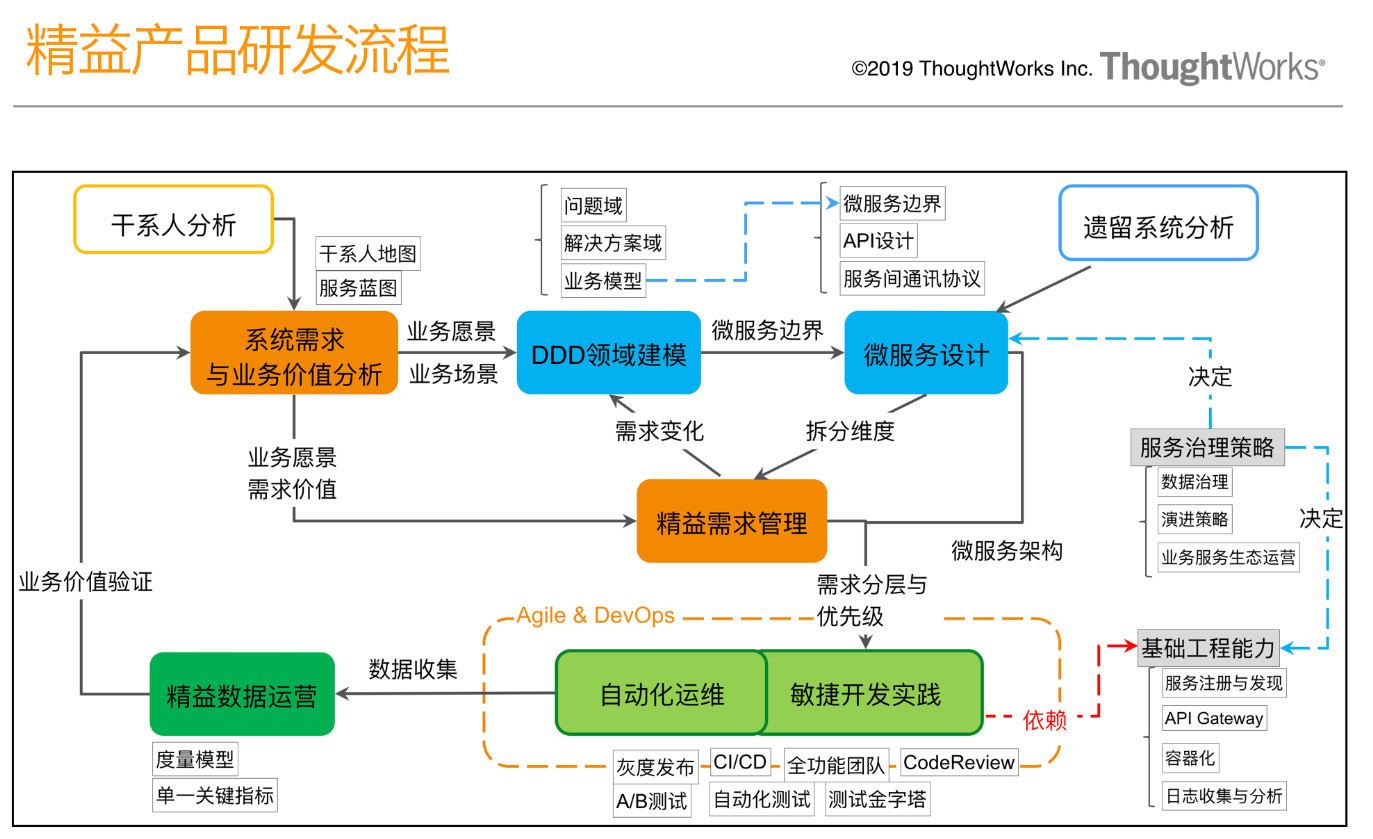 精益产品研发流程
©2019 ThoughtWorks Inc. ThoughtWorks®
干系人分析
干系人地图
服务蓝图
问题域
解决方案域
业务模型
微服务边界
API设计
服务间通讯协议
遗留系统分析
系统需求
与业务价值分析
业务愿景
业务场景
DDD领域建模
微服务边界
微服务设计
决定
需求变化
拆分维度
业务愿景
需求价值
服务治理策略
数据治理
演进策略
业务服务生态运营
决定
精益需求管理
微服务架构
业务价值验证
需求分层与
优先级
Agile & DevOps
基础工程能力
服务注册与发现
API Gateway
容器化
日志收集与分析
数据收集
精益数据运营
自动化运维
敏捷开发实践
依赖
度量模型
单一关键指标
灰度发布
CI/CD
全功能团队
CodeReview
A/B测试
自动化测试
测试金字塔